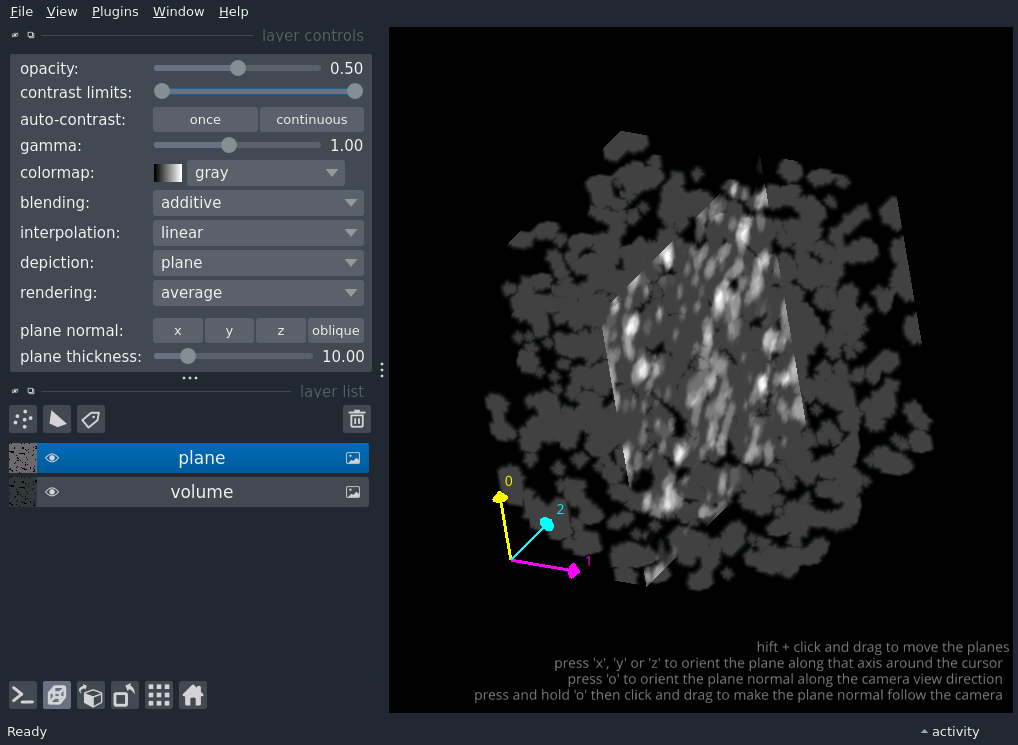 File View Plugins Window Help
layer controls
opacity: 0.50
contrast limits:
auto-contrast: once continuous
gamma: 1.00
colormap: gray
blending: additive
interpolation: linear
depiction: plane
rendering: average
plane normal: x y z oblique
plane thickness: 10.00
layer list
plane
volume
0
2
1
hift + click and drag to move the planes
press 'x', 'y' or 'z' to orient the plane along that axis around the cursor
press 'o' to orient the plane normal along the camera view direction
press and hold 'o' then click and drag to make the plane normal follow the camera
Ready activity